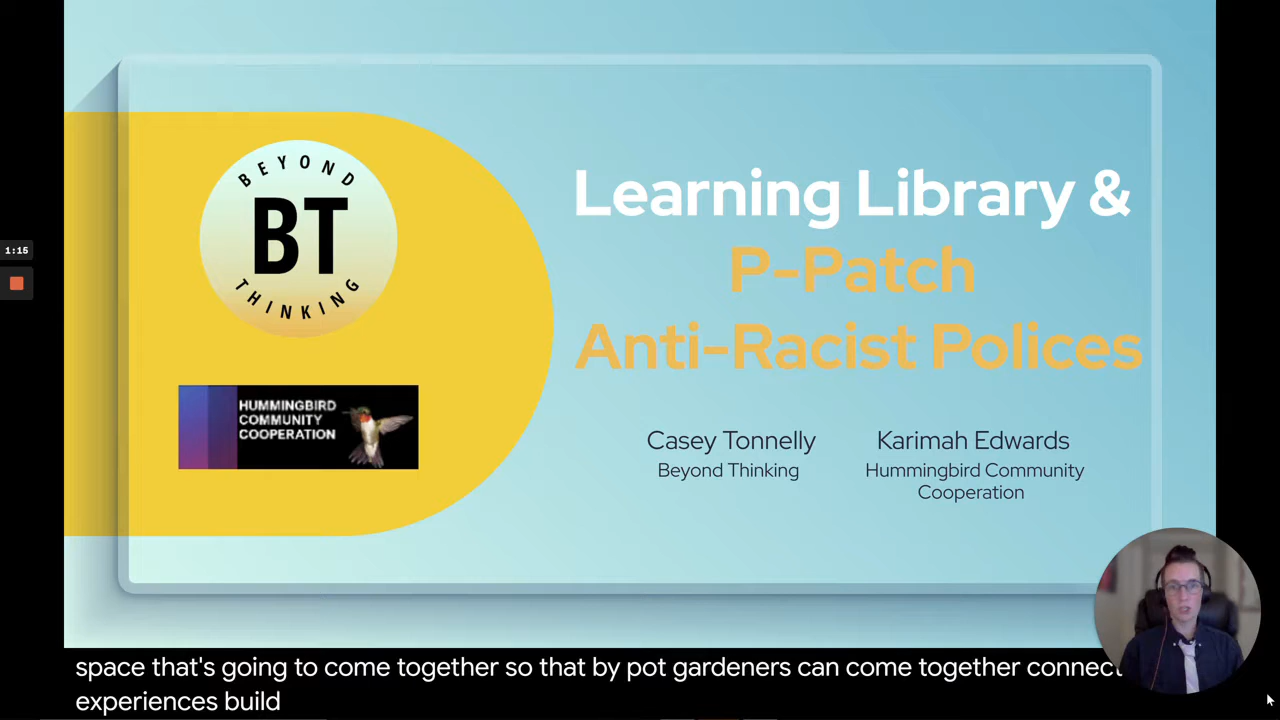 BEYOND
BT
THINKING
HUMMINGBIRD
COMMUNITY
COOPERATION
Learning Library &
P-Patch
Anti-Racist Polices
Casey Tonnelly
Beyond Thinking
Karimah Edwards
Hummingbird Community
Cooperation
1:15
space that's going to come together so that by pot gardeners can come together connect
experiences build